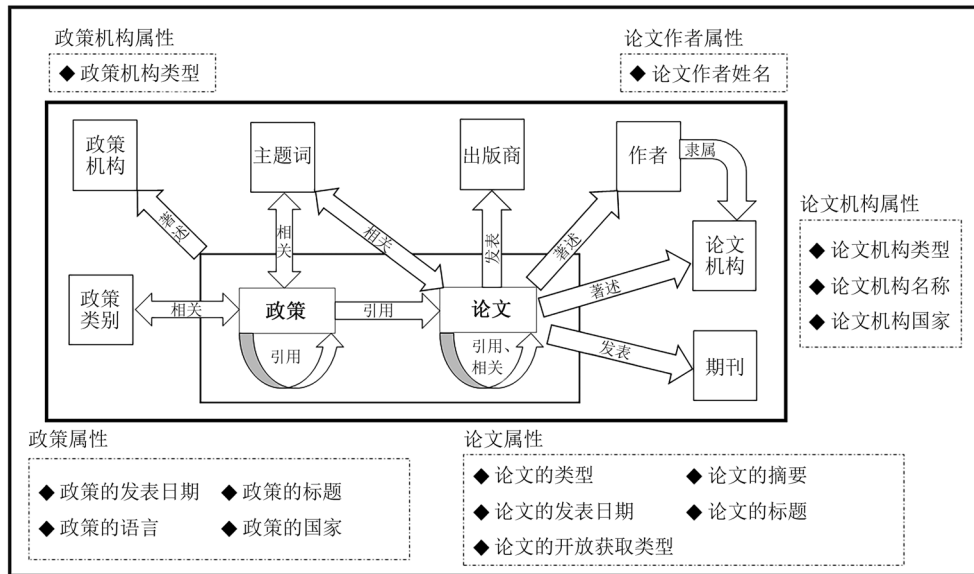 政策机构属性
◆ 政策机构类型
论文作者属性
◆ 论文作者姓名
政策
机构
主题词
出版商
作者
隶属
著述
相关
相关
发表
著述
论文
机构
论文机构属性
◆ 论文机构类型
◆ 论文机构名称
◆ 论文机构国家
政策
类别
相关
政策
引用
论文
著述
引用
引用、
相关
发表
期刊
政策属性
◆ 政策的发表日期
◆ 政策的标题
◆ 政策的语言
◆ 政策的国家
论文属性
◆ 论文的类型
◆ 论文的摘要
◆ 论文的发表日期
◆ 论文的标题
◆ 论文的开放获取类型